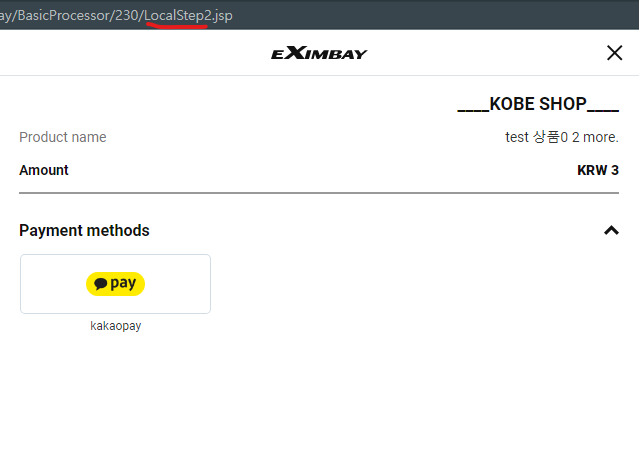 ay/BasicProcessor/230/LocalStep2.jsp
EXIMBAY
____KOBE SHOP____
Product name test 상품0 2 more.
Amount KRW 3
Payment methods
pay
kakaopay